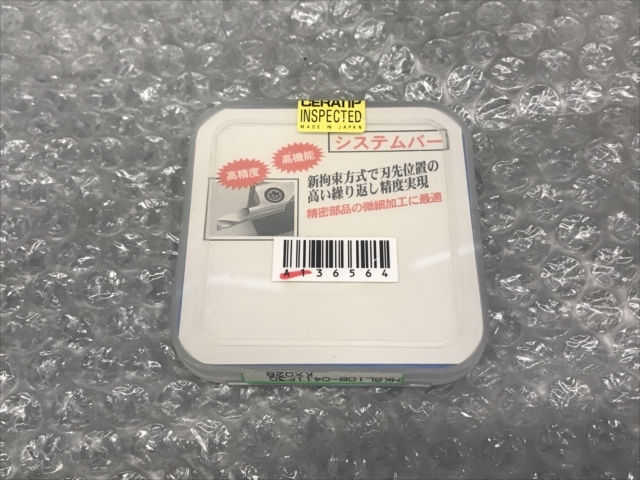 CERATIP
INSPECTED
MADE IN JAPAN
システムバー
高機能
高精度
新拘束方式で刃先位置の
高い繰り返し精度実現
精密部品の微細加工に最適
A136564